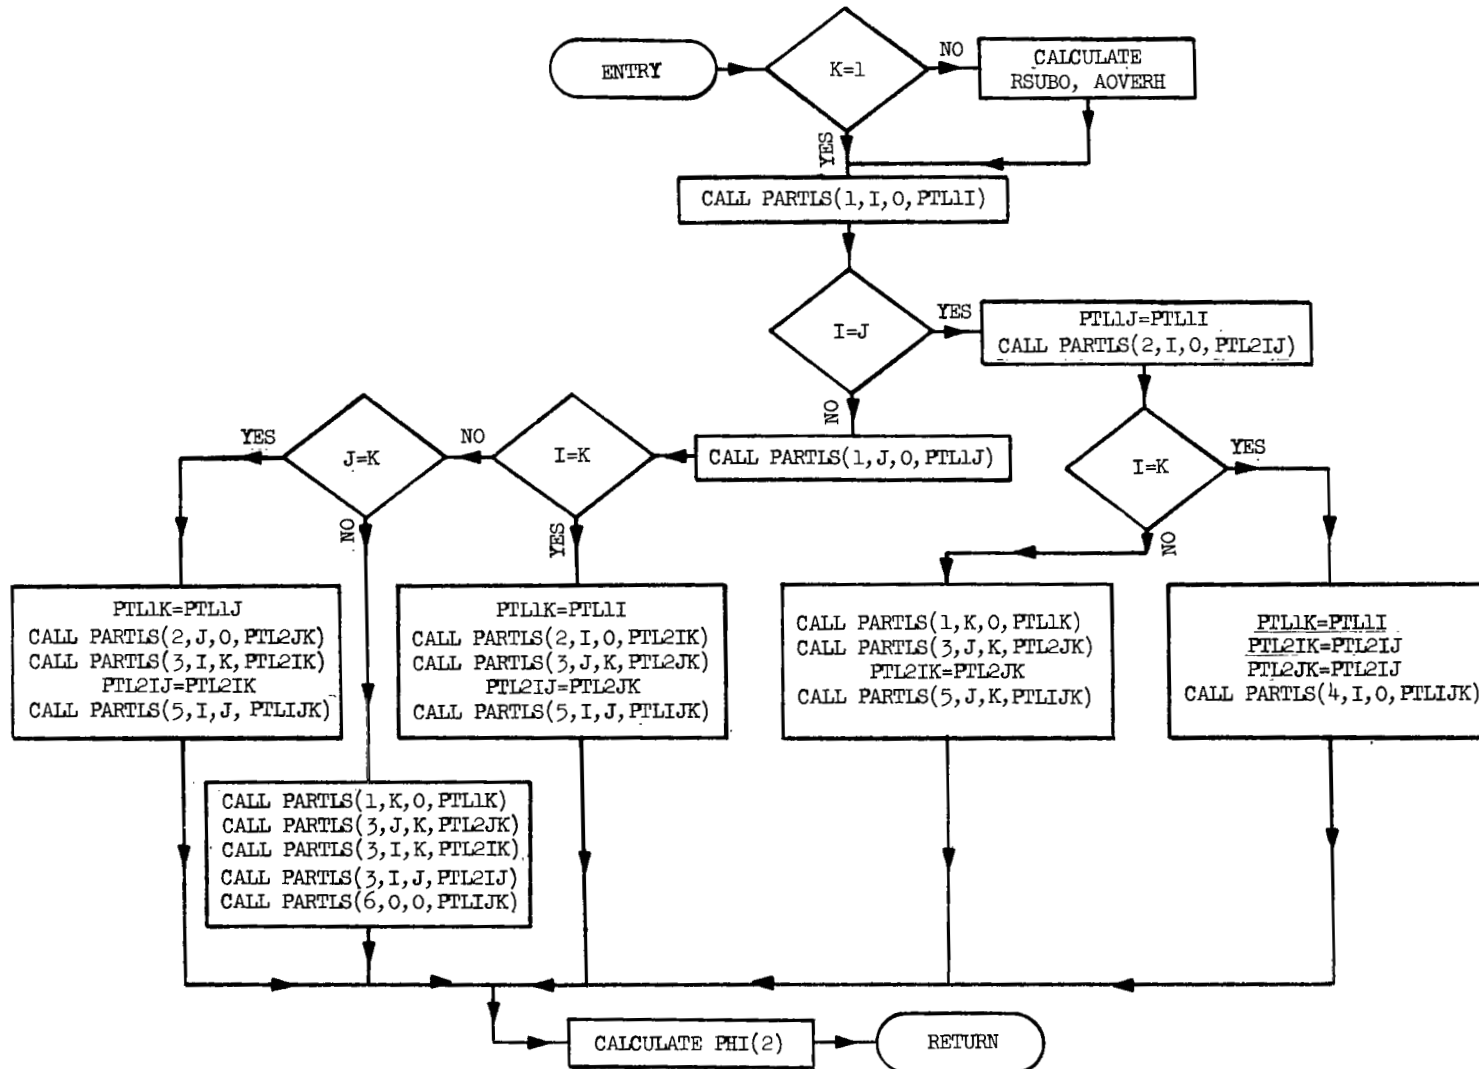 ENTRY
K=1
NO
CALCULATE
RSUBO, AOVERH
YES
CALL PARTLS(1,I,0,PTL1I)
I=J
YES
PTL1J=PTL1I
CALL PARTLS(2,I,0,PTL2IJ)
NO
CALL PARTLS(1,J,0,PTL1J)
I=K
NO
J=K
YES
NO
YES
I=K
YES
NO
PTL1K=PTL1J
CALL PARTLS(2,J,0,PTL2JK)
CALL PARTLS(3,I,K,PTL2IK)
PTL2IJ=PTL2IK
CALL PARTLS(5,I,J, PTLIJK)
PTL1K=PTL1I
CALL PARTLS(2,I,0,PTL2IK)
CALL PARTLS(3,J,K,PTL2JK)
PTL2IJ=PTL2JK
CALL PARTLS(5,I,J,PTLIJK)
CALL PARTLS(1,K,0,PTL1K)
CALL PARTLS(3,J,K,PTL2JK)
PTL2IK=PTL2JK
CALL PARTLS(5,J,K,PTLIJK)
PTL1K=PTL1I
PTL2IK=PTL2IJ
PTL2JK=PTL2IJ
CALL PARTLS(4,I,0,PTLIJK)
CALL PARTLS(1,K,0,PTL1K)
CALL PARTLS(3,J,K,PTL2JK)
CALL PARTLS(3,I,K,PTL2IK)
CALL PARTLS(3,I,J,PTL2IJ)
CALL PARTLS(6,0,0,PTLIJK)
CALCULATE PHI(2)
RETURN